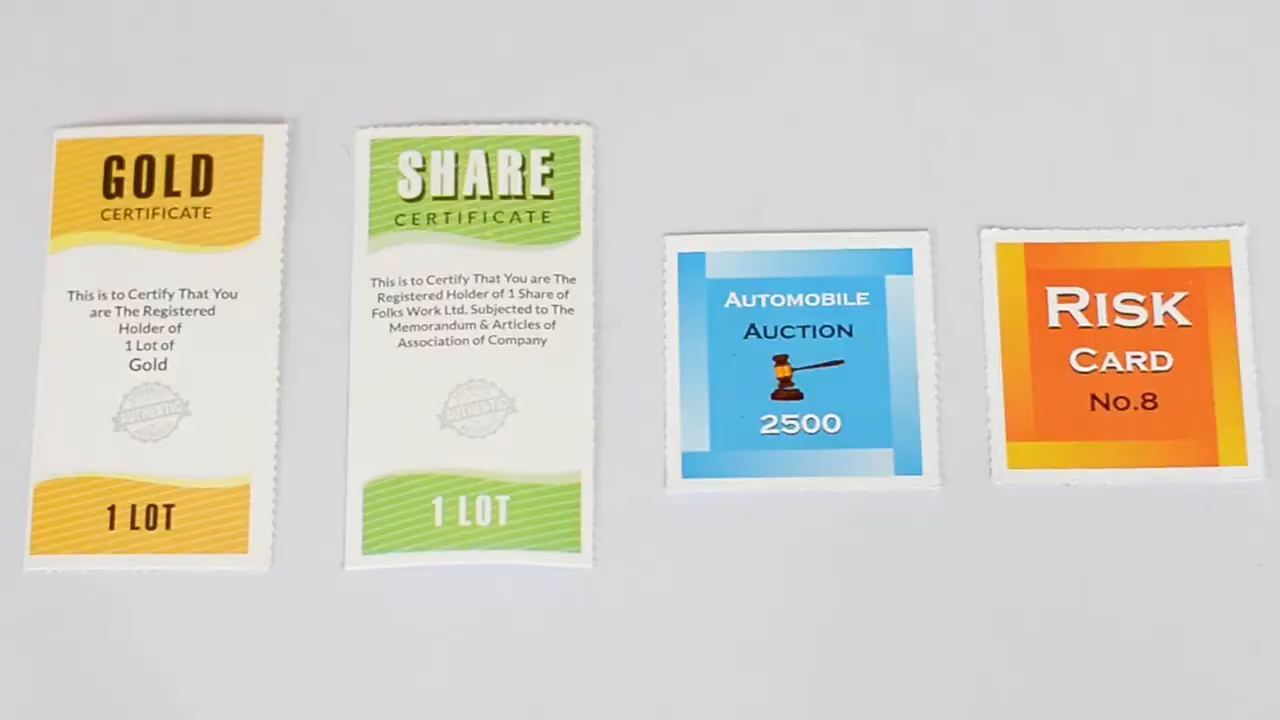 GOLD
CERTIFICATE
This is to Certify That You
are The Registered
Holder of
1 Lot of
Gold
AUTHENTIC
1 LOT
SHARE
CERTIFICATE
This is to Certify That You are The
Registered Holder of 1 Share of
Folks Work Ltd. Subjected to The
Memorandum & Articles of
Association of Company
AUTHENTIC
1 LOT
AUTOMOBILE
AUCTION
2500
RISK
CARD
No.8